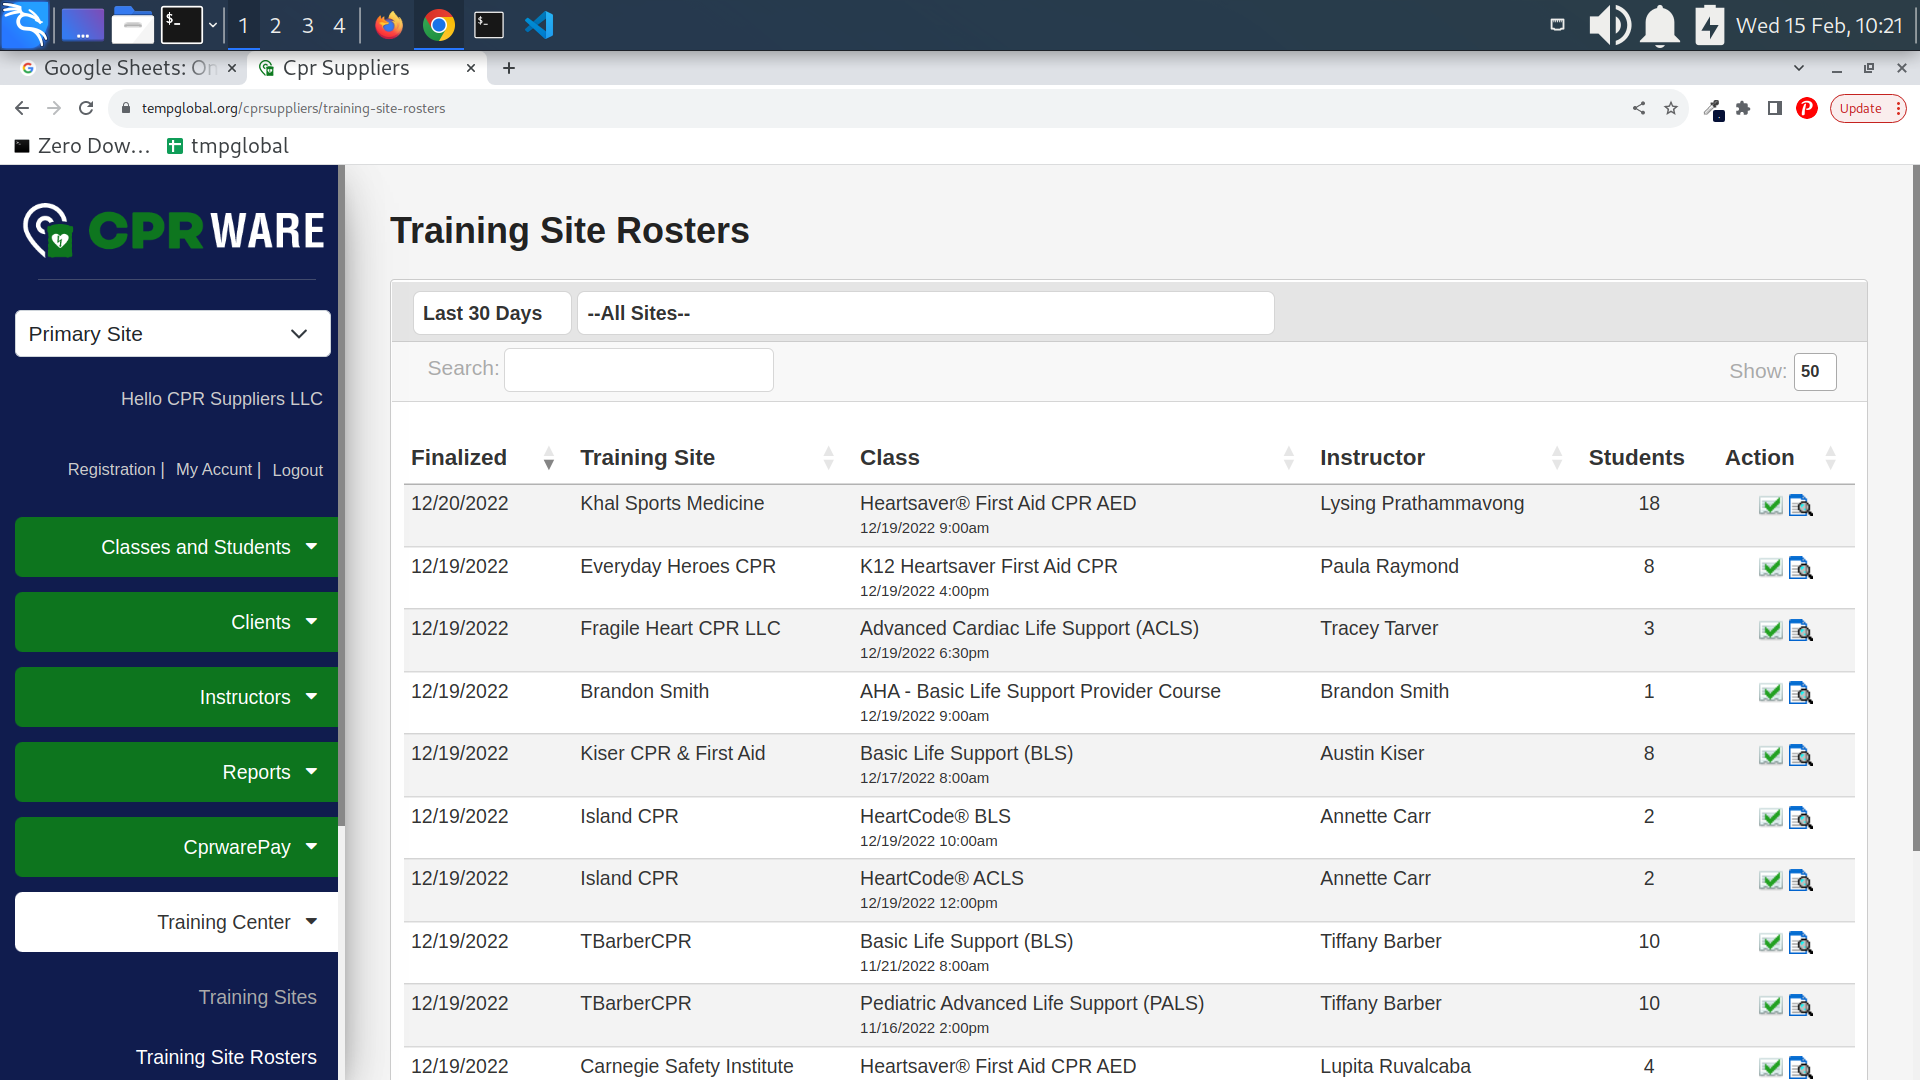 1 2 3 4
Wed 15 Feb, 10:21
Google Sheets: On
Cpr Suppliers
tempglobal.org/cprsuppliers/training-site-rosters
Update
Zero Dow...
tmpglobal
CPRWARE
Primary Site
Hello CPR Suppliers LLC
Registration | My Accunt | Logout
Classes and Students
Clients
Instructors
Reports
CprwarePay
Training Center
Training Sites
Training Site Rosters
Training Site Rosters
Last 30 Days --All Sites--
Search: Show: 50
Finalized Training Site Class Instructor Students Action
12/20/2022 Khal Sports Medicine Heartsaver® First Aid CPR AED Lysing Prathammavong 18
12/19/2022 9:00am
12/19/2022 Everyday Heroes CPR K12 Heartsaver First Aid CPR Paula Raymond 8
12/19/2022 4:00pm
12/19/2022 Fragile Heart CPR LLC Advanced Cardiac Life Support (ACLS) Tracey Tarver 3
12/19/2022 6:30pm
12/19/2022 Brandon Smith AHA - Basic Life Support Provider Course Brandon Smith 1
12/19/2022 9:00am
12/19/2022 Kiser CPR & First Aid Basic Life Support (BLS) Austin Kiser 8
12/17/2022 8:00am
12/19/2022 Island CPR HeartCode® BLS Annette Carr 2
12/19/2022 10:00am
12/19/2022 Island CPR HeartCode® ACLS Annette Carr 2
12/19/2022 12:00pm
12/19/2022 TBarberCPR Basic Life Support (BLS) Tiffany Barber 10
11/21/2022 8:00am
12/19/2022 TBarberCPR Pediatric Advanced Life Support (PALS) Tiffany Barber 10
11/16/2022 2:00pm
12/19/2022 Carnegie Safety Institute Heartsaver® First Aid CPR AED Lupita Ruvalcaba 4